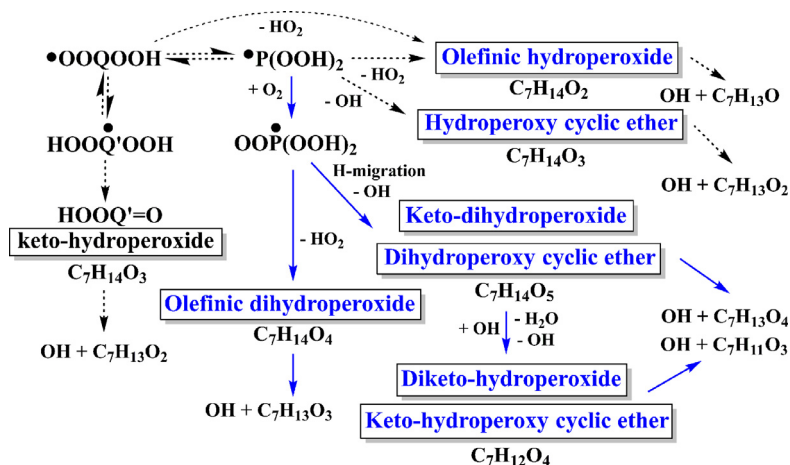 - HO₂
•OOQOOH
•P(OOH)₂
- HO₂
Olefinic hydroperoxide
C₇H₁₄O₂
+ O₂
- OH
OH + C₇H₁₃O
HOOQ̇'OOH
OOṖ(OOH)₂
Hydroperoxy cyclic ether
C₇H₁₄O₃
H-migration
- OH
OH + C₇H₁₃O₂
HOOQ'=O
keto-hydroperoxide
C₇H₁₄O₃
- HO₂
Keto-dihydroperoxide
Dihydroperoxy cyclic ether
C₇H₁₄O₅
Olefinic dihydroperoxide
C₇H₁₄O₄
+ OH
- H₂O
- OH
OH + C₇H₁₃O₄
OH + C₇H₁₁O₃
OH + C₇H₁₃O₂
Diketo-hydroperoxide
OH + C₇H₁₃O₃
Keto-hydroperoxy cyclic ether
C₇H₁₂O₄